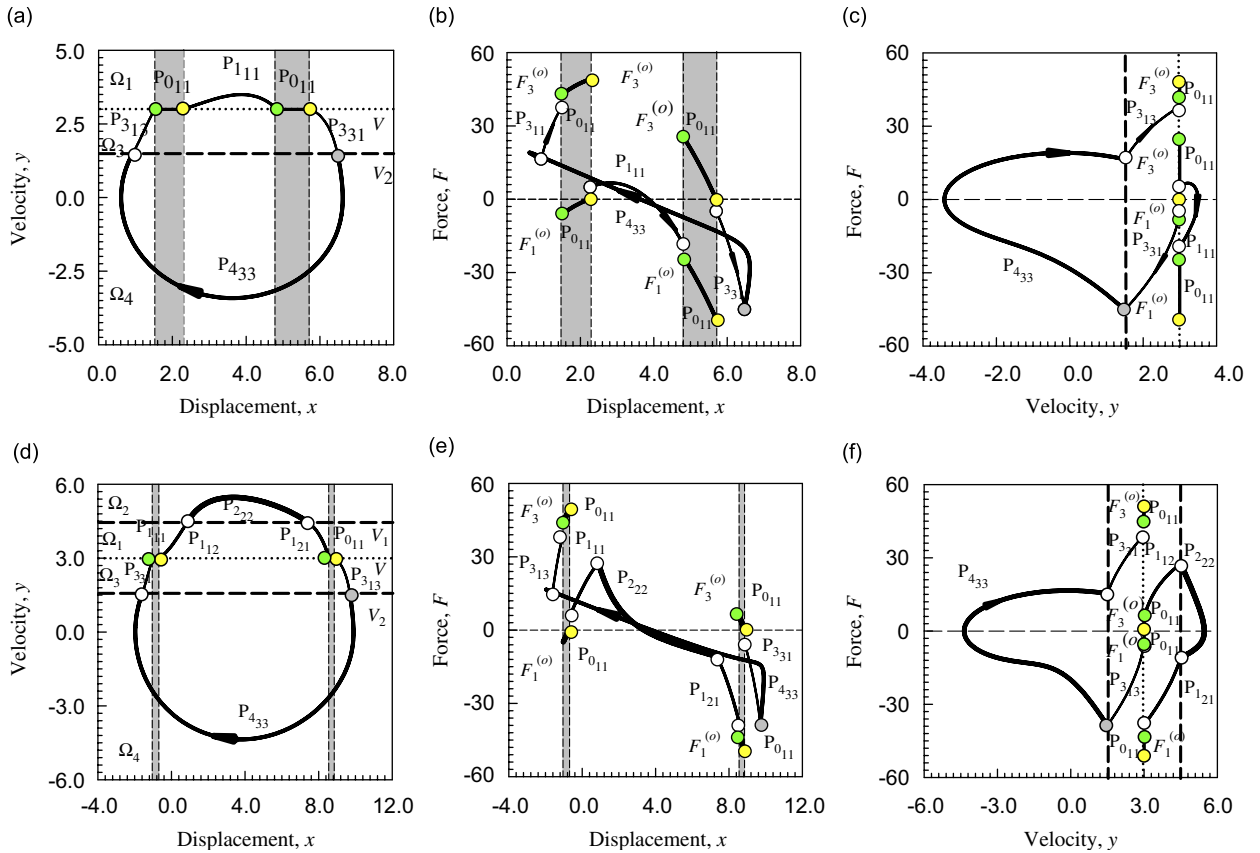 (a)
5.0
2.5
0.0
-2.5
-5.0
Velocity, y
0.0 2.0 4.0 6.0 8.0
Displacement, x
Ω1 P011 P111 P011
P313 P331 V
Ω3 V2
P433
Ω4
(b)
60
30
0
-30
-60
Force, F
0.0 2.0 4.0 6.0 8.0
Displacement, x
F3(o) F3(o)
P311 P011 P011
P111
P433
F1(o) P011
F1(o) P331
P011
(c)
60
30
0
-30
-60
Force, F
-4.0 -2.0 0.0 2.0 4.0
Velocity, y
F3(o) P011
P313
F3(o) P011
F1(o)
P331 P111
P433
F1(o) P011
(d)
6.0
3.0
0.0
-3.0
-6.0
Velocity, y
-4.0 0.0 4.0 8.0 12.0
Displacement, x
Ω2 P222
Ω1 P111 P112 P121 P011 V1
V
Ω3 P331 P313
V2
P433
Ω4
(e)
60
30
0
-30
-60
Force, F
-4.0 0.0 4.0 8.0 12.0
Displacement, x
F3(o) P011
P111
P313 P222
F3(o) P011
F1(o) P011 P331
P121 P433
F1(o) P011
(f)
60
30
0
-30
-60
Force, F
-6.0 -3.0 0.0 3.0 6.0
Velocity, y
F3(o) P011
P331 P112 P222
P433
F3(o) P011
F1(o) P011
P313 P121
P011 F1(o)